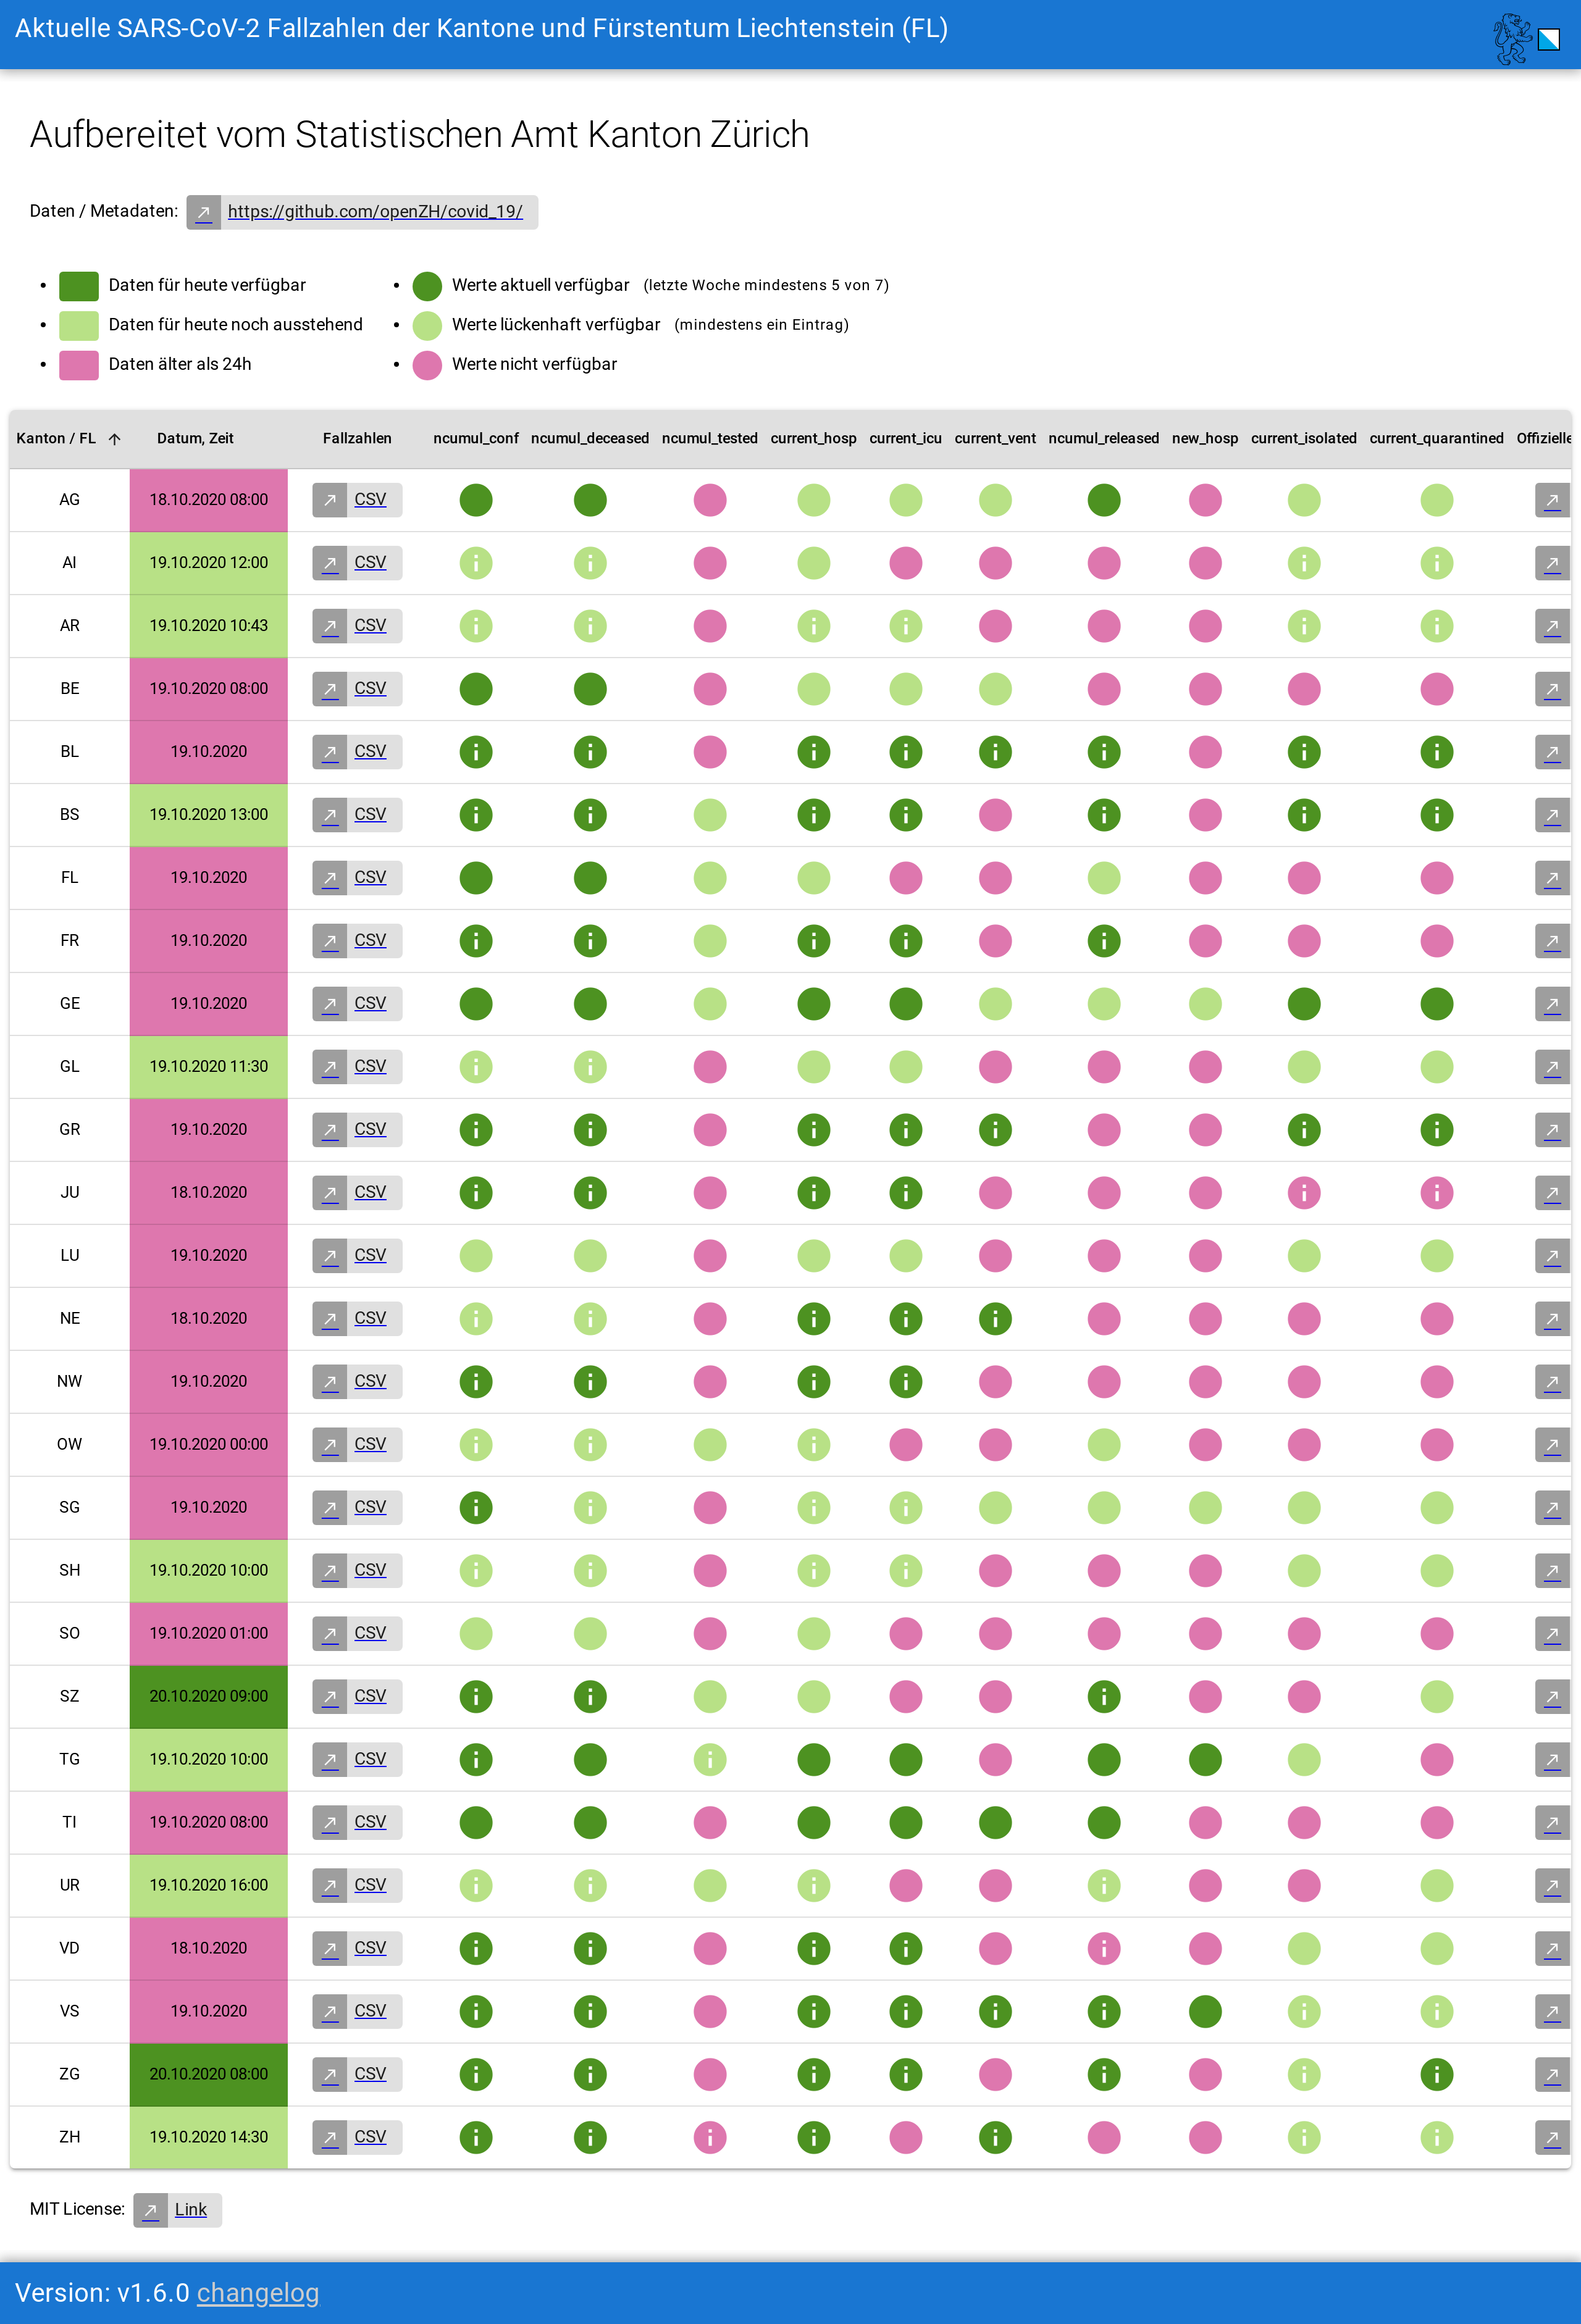 Aktuelle SARS-CoV-2 Fallzahlen der Kantone und Fürstentum Liechtenstein (FL)
Aufbereitet vom Statistischen Amt Kanton Zürich
Daten / Metadaten: https://github.com/openZH/covid_19/
Daten für heute verfügbar
Daten für heute noch ausstehend
Daten älter als 24h
Werte aktuell verfügbar (letzte Woche mindestens 5 von 7)
Werte lückenhaft verfügbar (mindestens ein Eintrag)
Werte nicht verfügbar
Kanton / FL Datum, Zeit Fallzahlen ncumul_conf ncumul_deceased ncumul_tested current_hosp current_icu current_vent ncumul_released new_hosp current_isolated current_quarantined Offizielle
AG 18.10.2020 08:00 CSV
AI 19.10.2020 12:00 CSV
AR 19.10.2020 10:43 CSV
BE 19.10.2020 08:00 CSV
BL 19.10.2020 CSV
BS 19.10.2020 13:00 CSV
FL 19.10.2020 CSV
FR 19.10.2020 CSV
GE 19.10.2020 CSV
GL 19.10.2020 11:30 CSV
GR 19.10.2020 CSV
JU 18.10.2020 CSV
LU 19.10.2020 CSV
NE 18.10.2020 CSV
NW 19.10.2020 CSV
OW 19.10.2020 00:00 CSV
SG 19.10.2020 CSV
SH 19.10.2020 10:00 CSV
SO 19.10.2020 01:00 CSV
SZ 20.10.2020 09:00 CSV
TG 19.10.2020 10:00 CSV
TI 19.10.2020 08:00 CSV
UR 19.10.2020 16:00 CSV
VD 18.10.2020 CSV
VS 19.10.2020 CSV
ZG 20.10.2020 08:00 CSV
ZH 19.10.2020 14:30 CSV
MIT License: Link
Version: v1.6.0 changelog